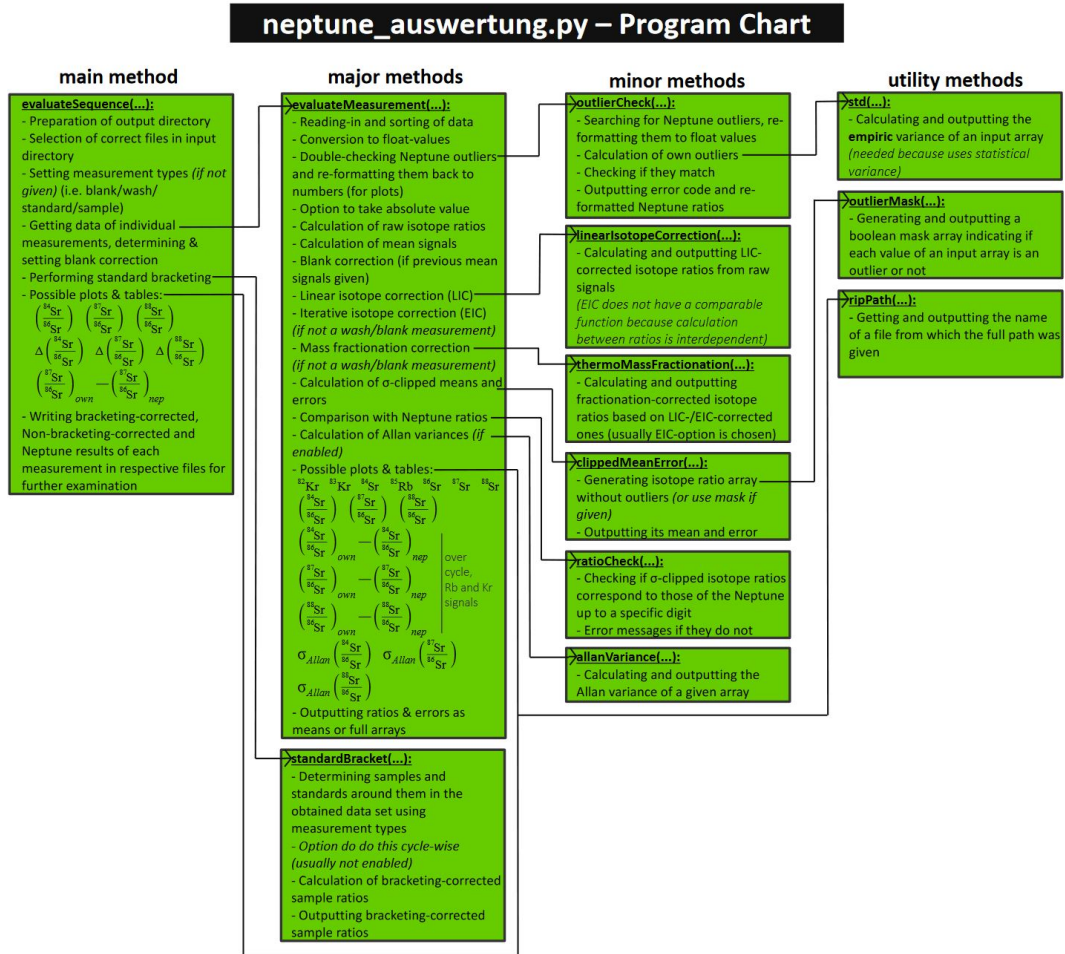 neptune_auswertung.py – Program Chart
main method
evaluateSequence(...):
- Preparation of output directory
- Selection of correct files in input
directory
- Setting measurement types (if not
given) (i.e. blank/wash/
standard/sample)
- Getting data of individual
measurements, determining &
setting blank correction
- Performing standard bracketing
- Possible plots & tables:
(⁸⁴Sr/⁸⁶Sr) (⁸⁷Sr/⁸⁶Sr) (⁸⁸Sr/⁸⁶Sr)
Δ(⁸⁴Sr/⁸⁶Sr) Δ(⁸⁷Sr/⁸⁶Sr) Δ(⁸⁸Sr/⁸⁶Sr)
(⁸⁷Sr/⁸⁶Sr)own —(⁸⁷Sr/⁸⁶Sr)nep
- Writing bracketing-corrected,
Non-bracketing-corrected and
Neptune results of each
measurement in respective files for
further examination
major methods
evaluateMeasurement(...):
- Reading-in and sorting of data
- Conversion to float-values
- Double-checking Neptune outliers
and re-formatting them back to
numbers (for plots)
- Option to take absolute value
- Calculation of raw isotope ratios
- Calculation of mean signals
- Blank correction (if previous mean
signals given)
- Linear isotope correction (LIC)
- Iterative isotope correction (EIC)
(if not a wash/blank measurement)
- Mass fractionation correction
(if not a wash/blank measurement)
- Calculation of σ-clipped means and
errors
- Comparison with Neptune ratios
- Calculation of Allan variances (if
enabled)
- Possible plots & tables:
⁸²Kr ⁸³Kr ⁸⁴Sr ⁸⁵Rb ⁸⁶Sr ⁸⁷Sr ⁸⁸Sr
(⁸⁴Sr/⁸⁶Sr) (⁸⁷Sr/⁸⁶Sr) (⁸⁸Sr/⁸⁶Sr)
(⁸⁴Sr/⁸⁶Sr)own —(⁸⁴Sr/⁸⁶Sr)nep
(⁸⁷Sr/⁸⁶Sr)own —(⁸⁷Sr/⁸⁶Sr)nep
(⁸⁸Sr/⁸⁶Sr)own —(⁸⁸Sr/⁸⁶Sr)nep
over
cycle,
Rb and Kr
signals
σAllan(⁸⁴Sr/⁸⁶Sr) σAllan(⁸⁷Sr/⁸⁶Sr)
σAllan(⁸⁸Sr/⁸⁶Sr)
- Outputting ratios & errors as
means or full arrays
standardBracket(...):
- Determining samples and
standards around them in the
obtained data set using
measurement types
- Option do do this cycle-wise
(usually not enabled)
- Calculation of bracketing-corrected
sample ratios
- Outputting bracketing-corrected
sample ratios
minor methods
outlierCheck(...):
- Searching for Neptune outliers, re-
formatting them to float values
- Calculation of own outliers
- Checking if they match
- Outputting error code and re-
formatted Neptune ratios
linearIsotopeCorrection(...):
- Calculating and outputting LIC-
corrected isotope ratios from raw
signals
(EIC does not have a comparable
function because calculation
between ratios is interdependent)
thermoMassFractionation(...):
- Calculating and outputting
fractionation-corrected isotope
ratios based on LIC-/EIC-corrected
ones (usually EIC-option is chosen)
clippedMeanError(...):
- Generating isotope ratio array
without outliers (or use mask if
given)
- Outputting its mean and error
ratioCheck(...):
- Checking if σ-clipped isotope ratios
correspond to those of the Neptune
up to a specific digit
- Error messages if they do not
allanVariance(...):
- Calculating and outputting the
Allan variance of a given array
utility methods
std(...):
- Calculating and outputting the
empiric variance of an input array
(needed because uses statistical
variance)
outlierMask(...):
- Generating and outputting a
boolean mask array indicating if
each value of an input array is an
outlier or not
ripPath(...):
- Getting and outputting the name
of a file from which the full path was
given